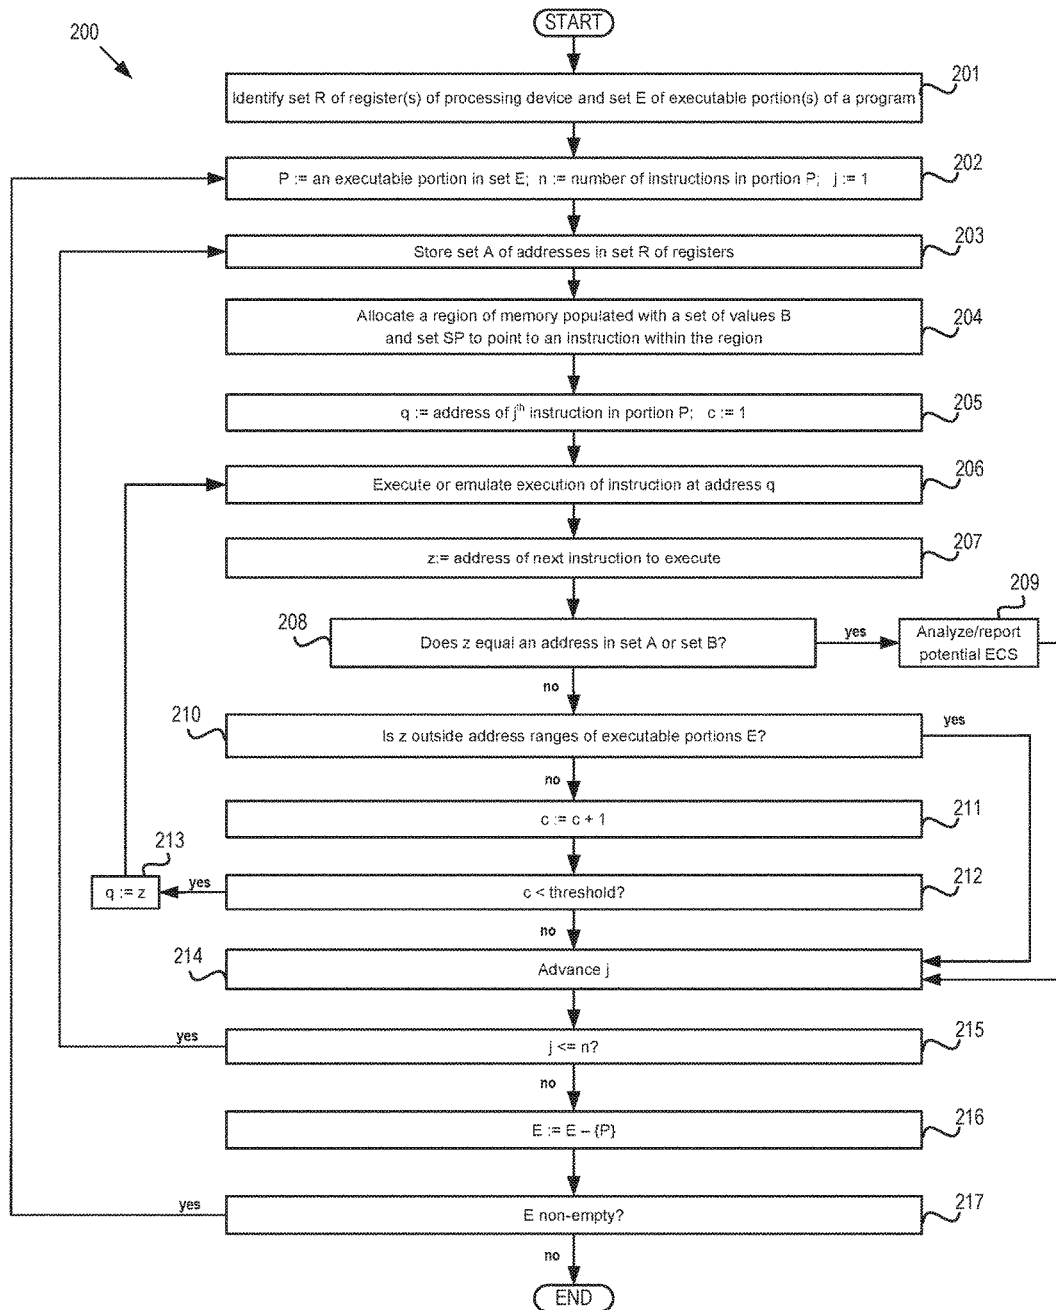 START
200
201
Identify set R of register(s) of processing device and set E of executable portion(s) of a program
P := an executable portion in set E; n := number of instructions in portion P; j := 1
202
Store set A of addresses in set R of registers
203
Allocate a region of memory populated with a set of values B
and set SP to point to an instruction within the region
204
q := address of jth instruction in portion P; c := 1
205
Execute or emulate execution of instruction at address q
206
z:= address of next instruction to execute
207
208
Does z equal an address in set A or set B?
yes
209
Analyze/report
potential ECS
no
210
Is z outside address ranges of executable portions E?
yes
no
c := c + 1
211
213
q := z
yes
c < threshold?
212
no
214
Advance j
yes
j <= n?
215
no
E := E – {P}
216
yes
E non-empty?
217
no
END